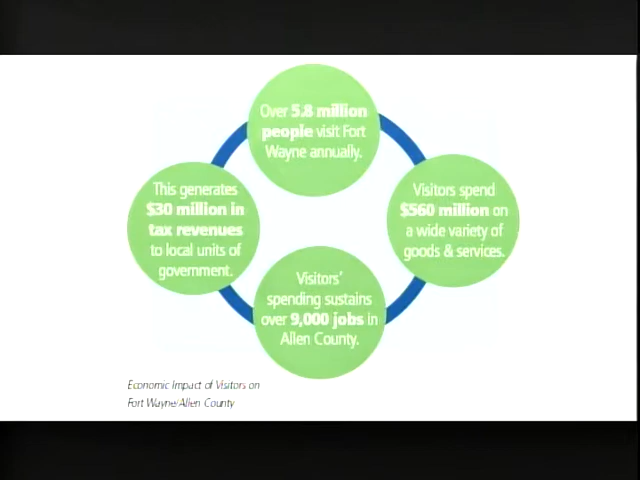 Over 5.8 million
people visit Fort
Wayne annually.
Visitors spend
$560 million on
a wide variety of
goods & services.
Visitors'
spending sustains
over 9,000 jobs in
Allen County.
This generates
$30 million in
tax revenues
to local units of
government.
Economic Impact of Visitors on
Fort Wayne/Allen County